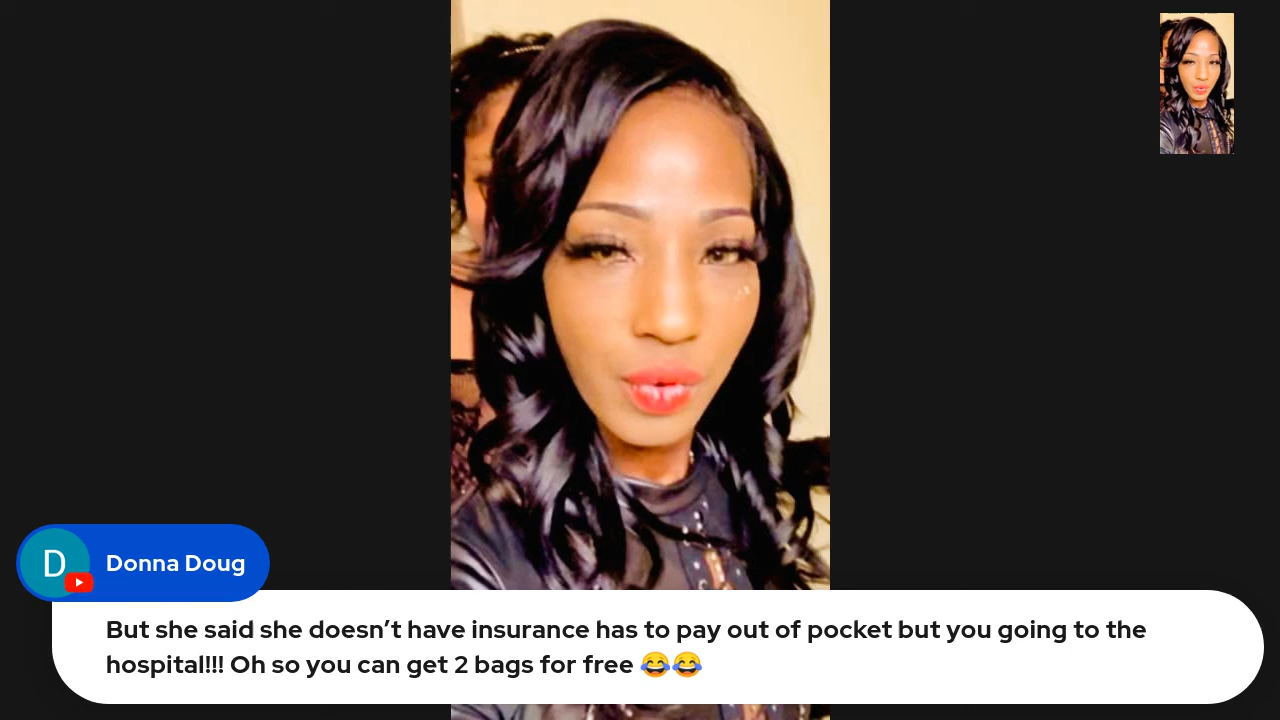 D
Donna Doug
But she said she doesn’t have insurance has to pay out of pocket but you going to the
hospital!!! Oh so you can get 2 bags for free 😂😂